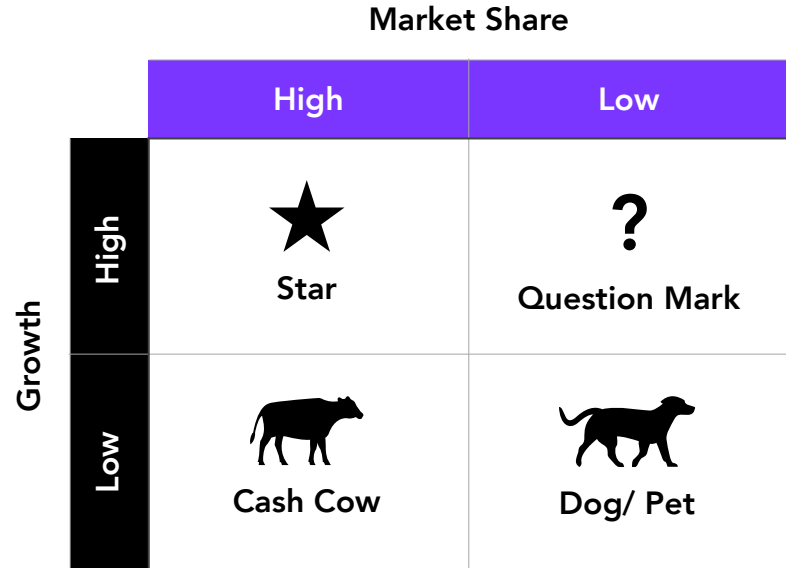 Market Share
High
Low
Growth
High
★
Star
?
Question Mark
Low
Cash Cow
Dog/ Pet